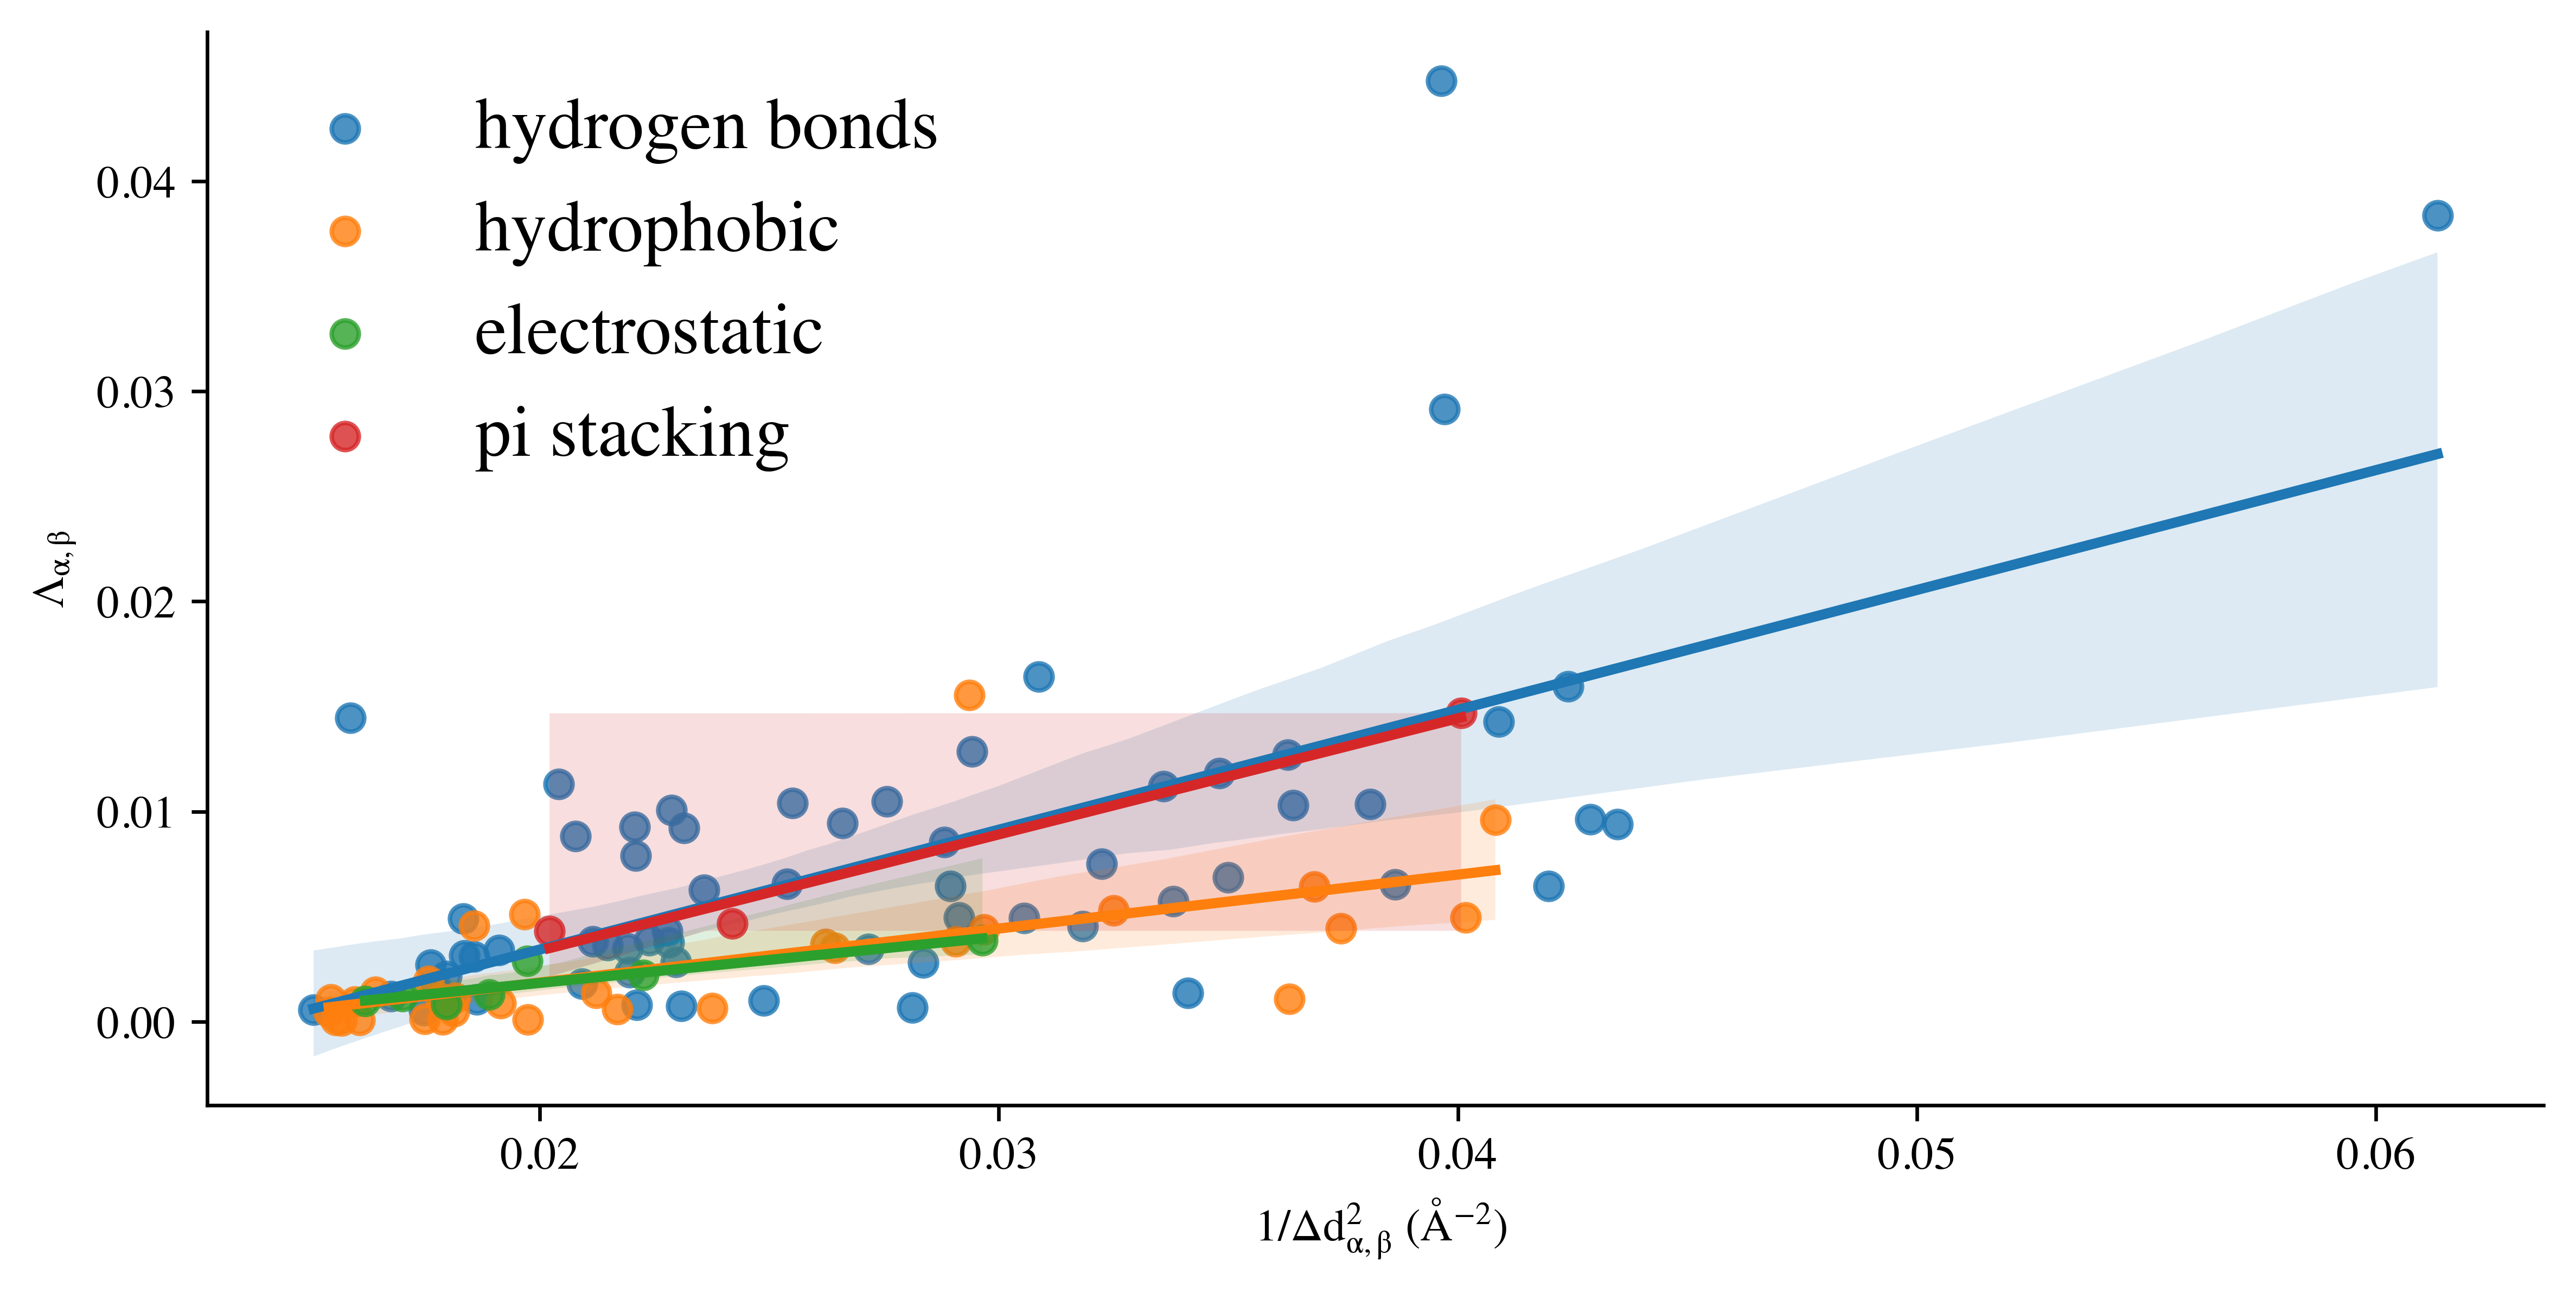 hydrogen bonds
hydrophobic
electrostatic
pi stacking
0.04
0.03
0.02
0.01
0.00
Λα, β
0.02 0.03 0.04 0.05 0.06
1/Δd²α, β (Å⁻²)